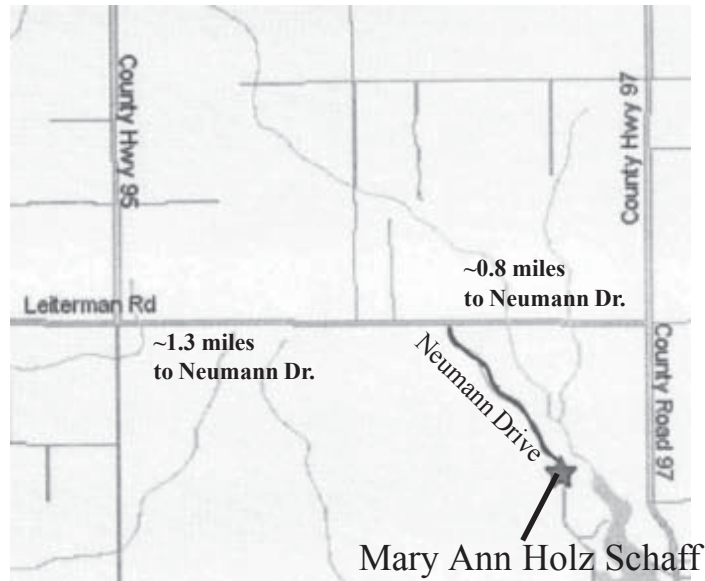 County Hwy 95
County Hwy 97
~0.8 miles
to Neumann Dr.
Leiterman Rd
~1.3 miles
to Neumann Dr.
Neumann Drive
County Road 97
Mary Ann Holz Schaff